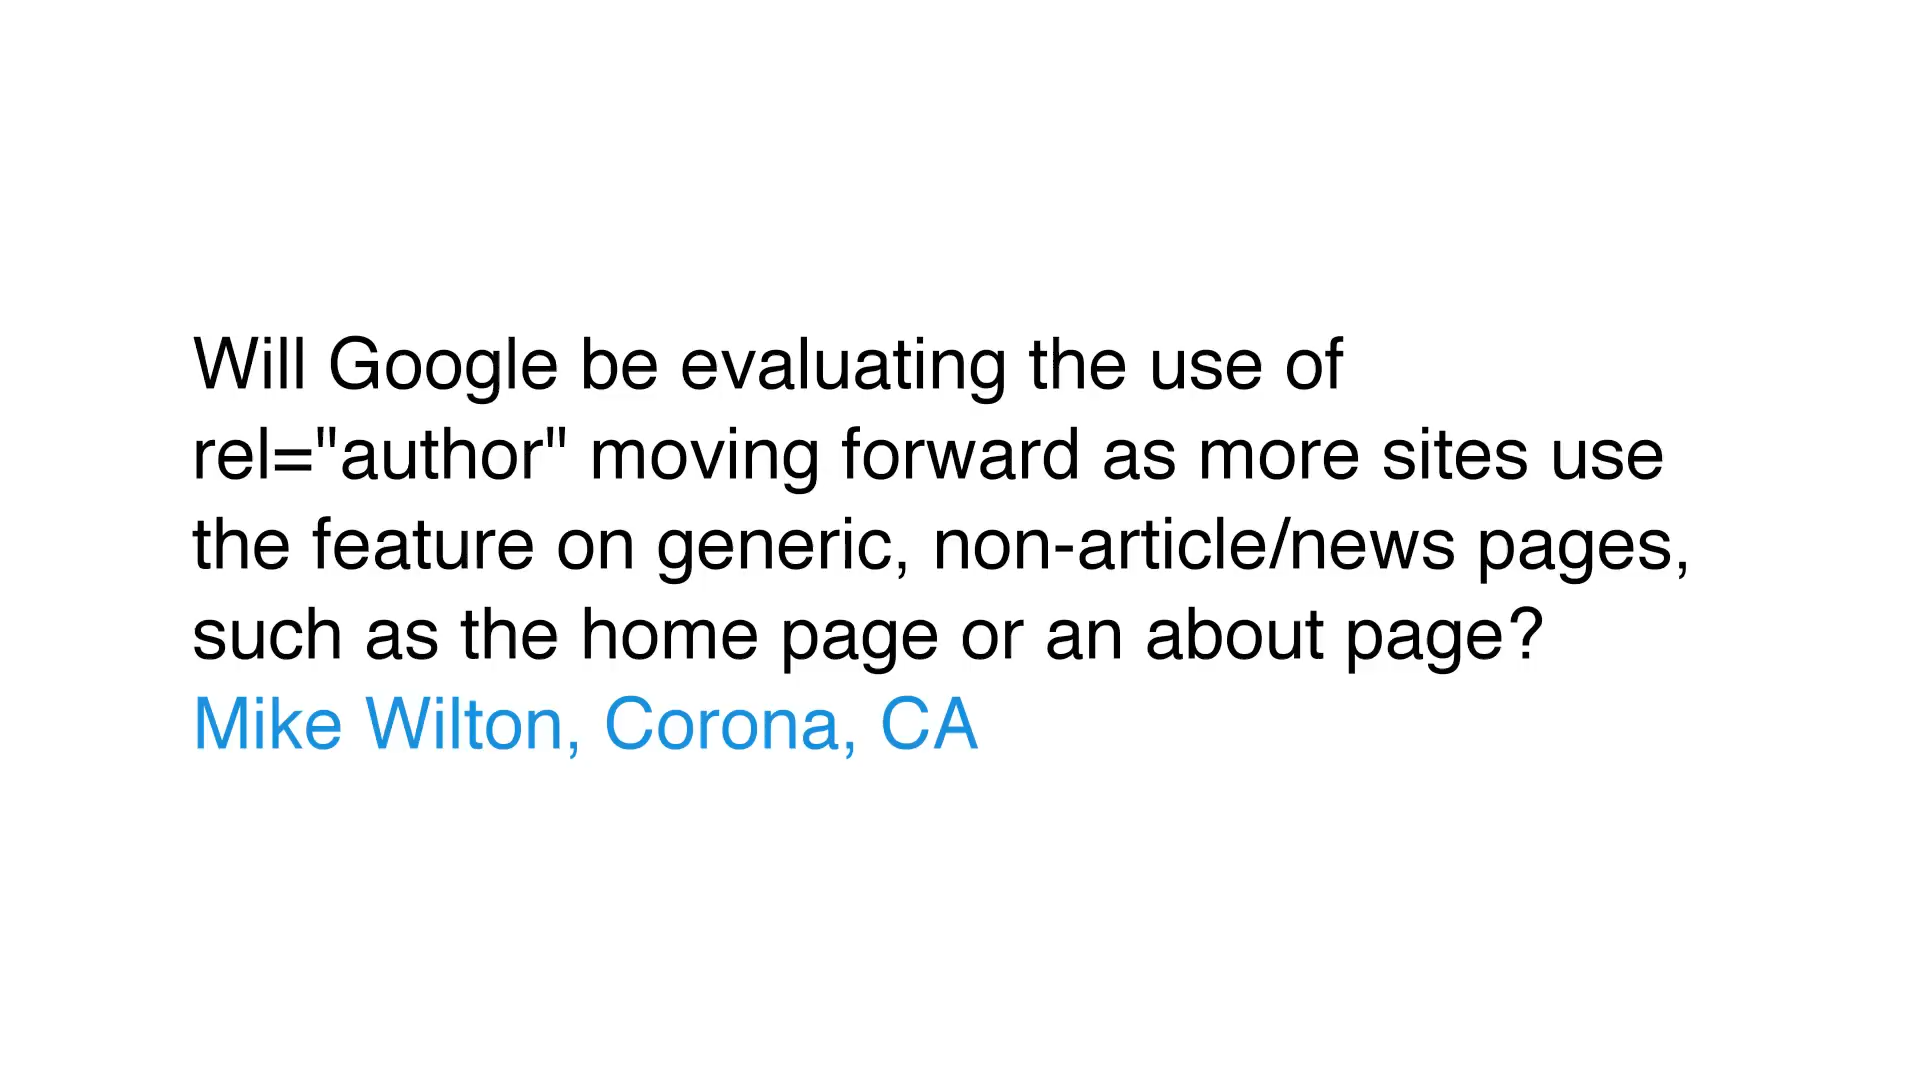 Will Google be evaluating the use of
rel="author" moving forward as more sites use
the feature on generic, non-article/news pages,
such as the home page or an about page?
Mike Wilton, Corona, CA